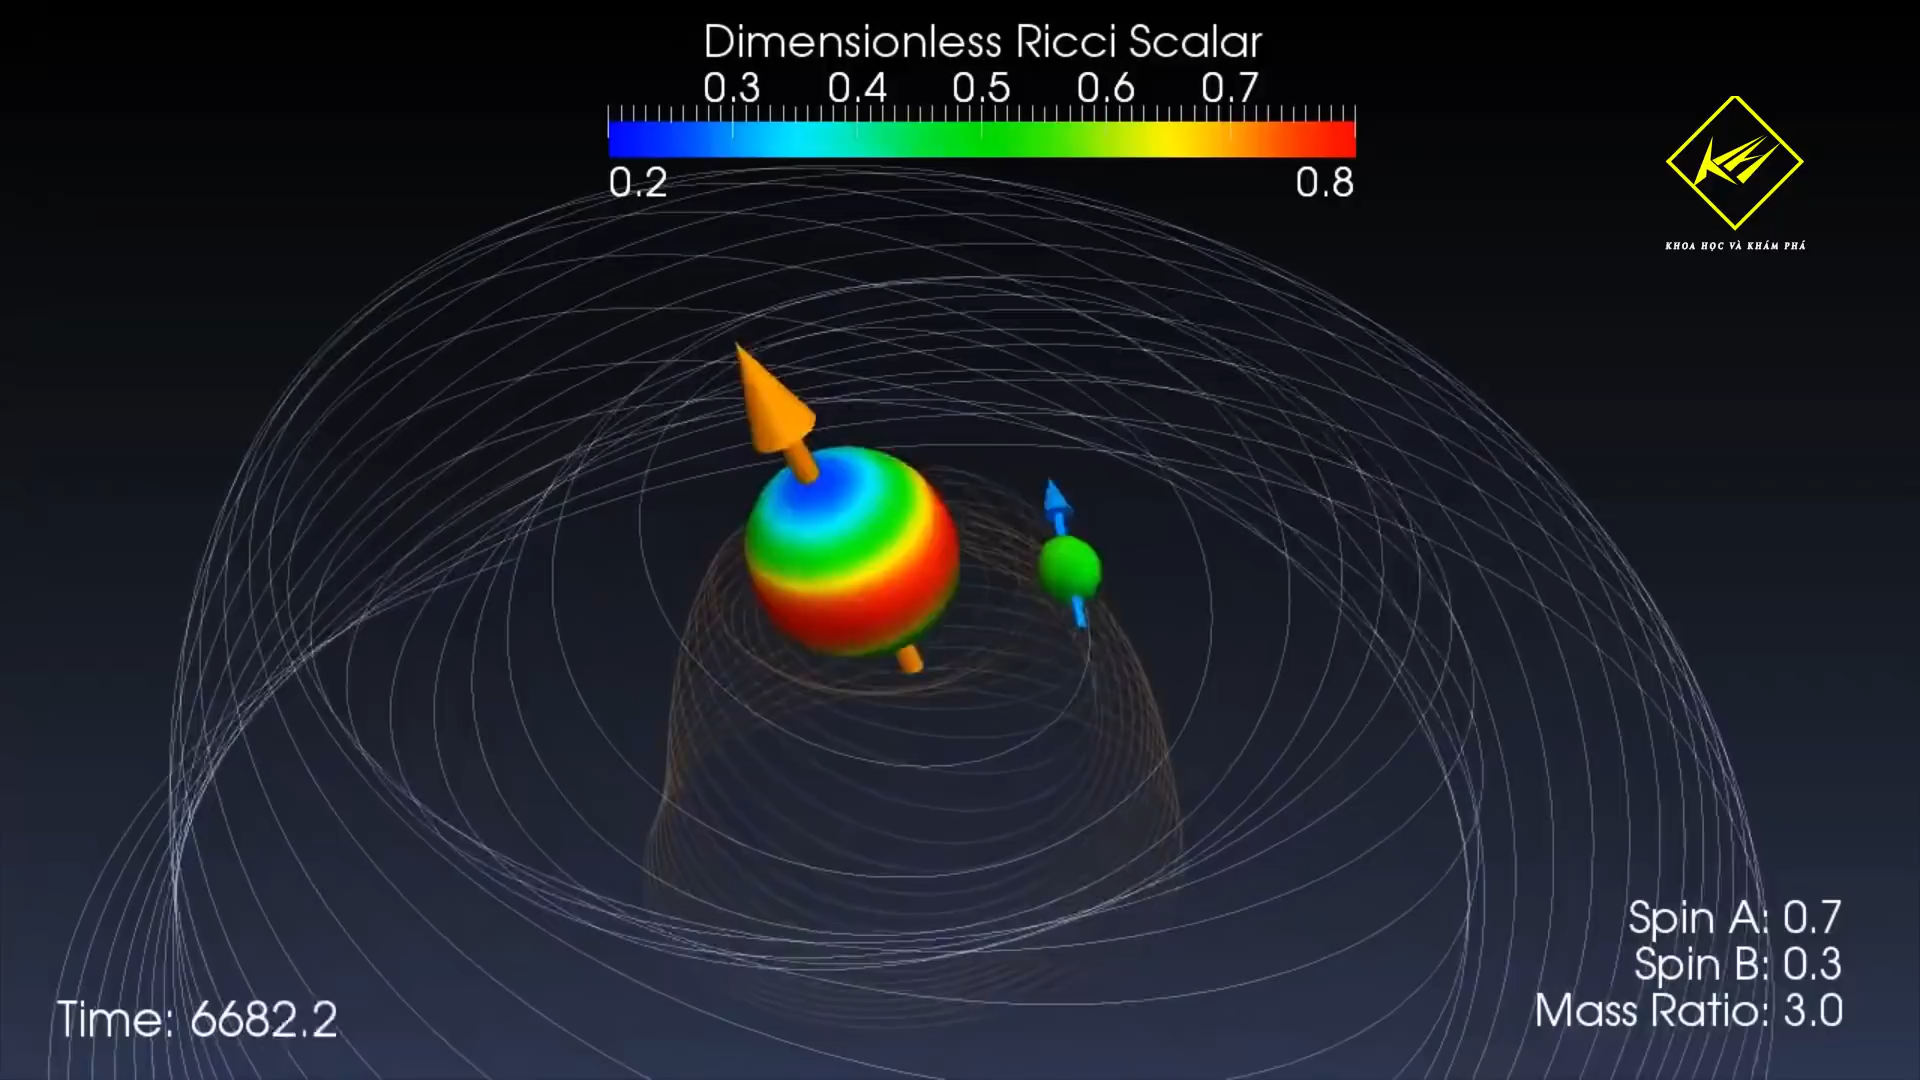 Dimensionless Ricci Scalar
0.3 0.4 0.5 0.6 0.7
0.2 0.8
KHOA HỌC VÀ KHÁM PHÁ
Spin A: 0.7
Spin B: 0.3
Mass Ratio: 3.0
Time: 6682.2